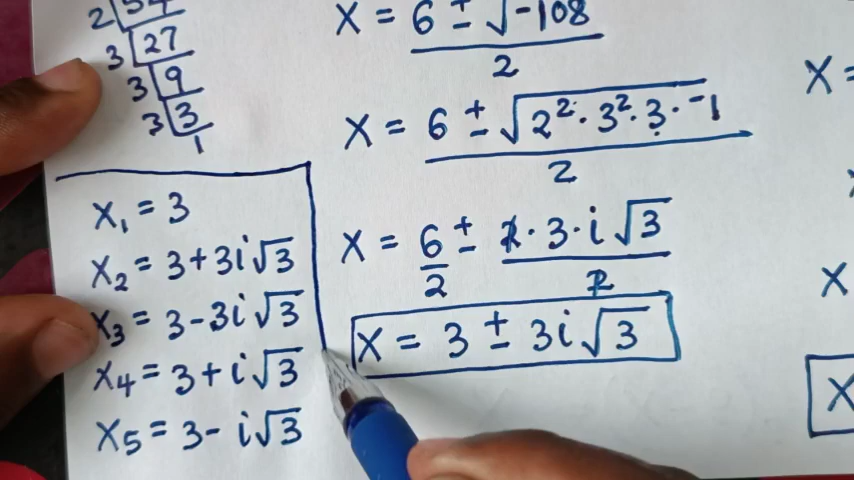 2 54
3 27
3 9
3 3
1
x₁ = 3
x₂ = 3+3i√3
x₃ = 3-3i√3
x₄ = 3+i√3
x₅ = 3-i√3
x = 6 ± √-108
2
x = 6 ± √2²·3²·3·-1
2
x = 6/2 ± 2·3·i√3
2
x = 3 ± 3i√3
x =
x
x